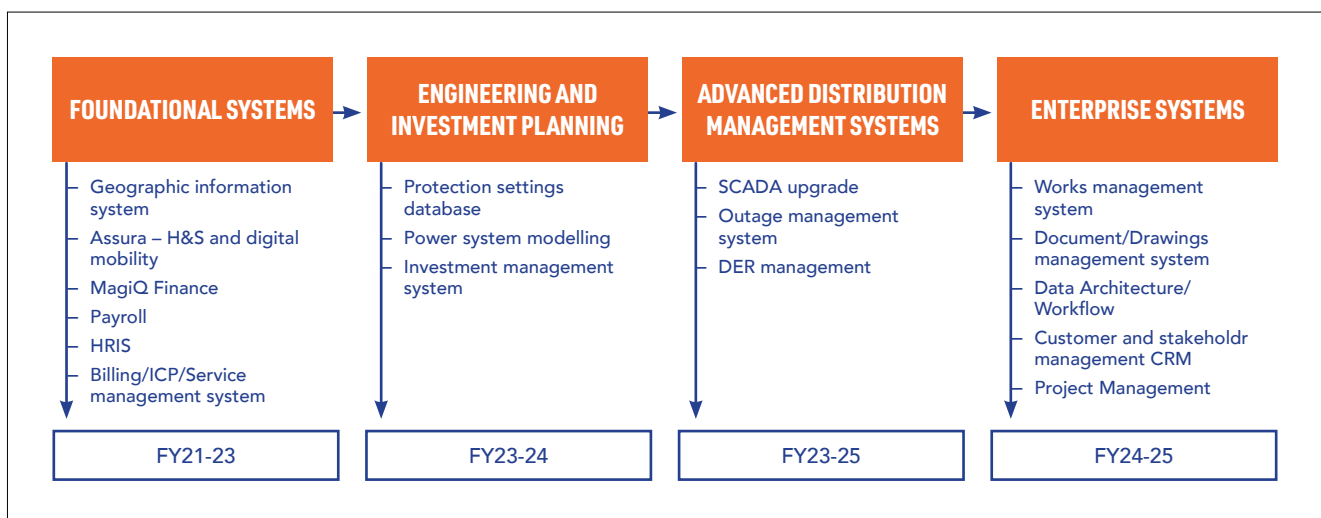 FOUNDATIONAL SYSTEMS
– Geographic information
system
– Assura – H&S and digital
mobility
– MagiQ Finance
– Payroll
– HRIS
– Billing/ICP/Service
management system
FY21-23
ENGINEERING AND
INVESTMENT PLANNING
– Protection settings
database
– Power system modelling
– Investment management
system
FY23-24
ADVANCED DISTRIBUTION
MANAGEMENT SYSTEMS
– SCADA upgrade
– Outage management
system
– DER management
FY23-25
ENTERPRISE SYSTEMS
– Works management
system
– Document/Drawings
management system
– Data Architecture/
Workflow
– Customer and stakeholdr
management CRM
– Project Management
FY24-25